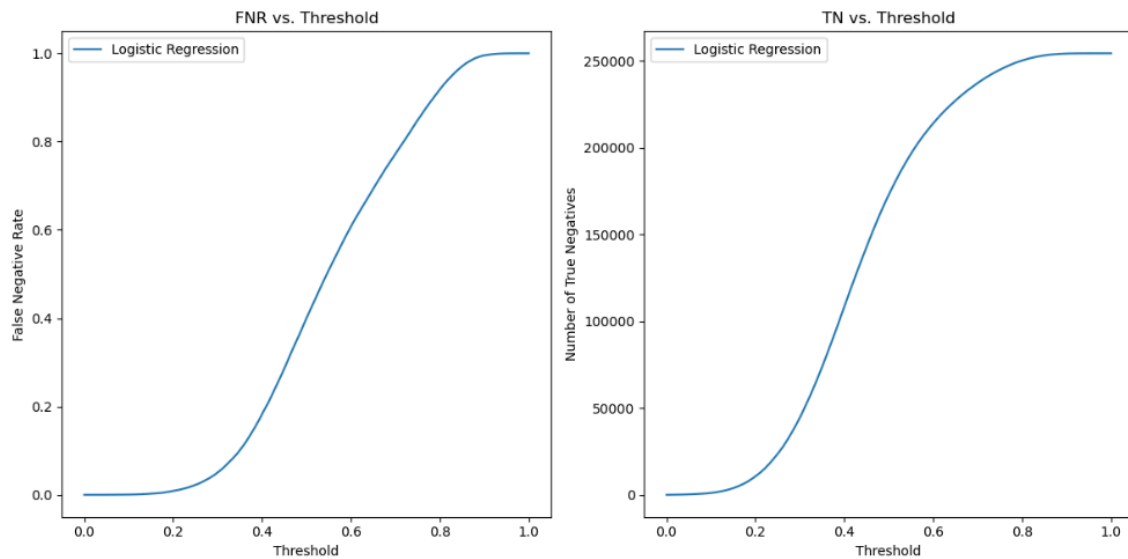 FNR vs. Threshold
Logistic Regression
1.0
0.8
0.6
0.4
0.2
0.0
False Negative Rate
0.0 0.2 0.4 0.6 0.8 1.0
Threshold
TN vs. Threshold
Logistic Regression
250000
200000
150000
100000
50000
0
Number of True Negatives
0.0 0.2 0.4 0.6 0.8 1.0
Threshold